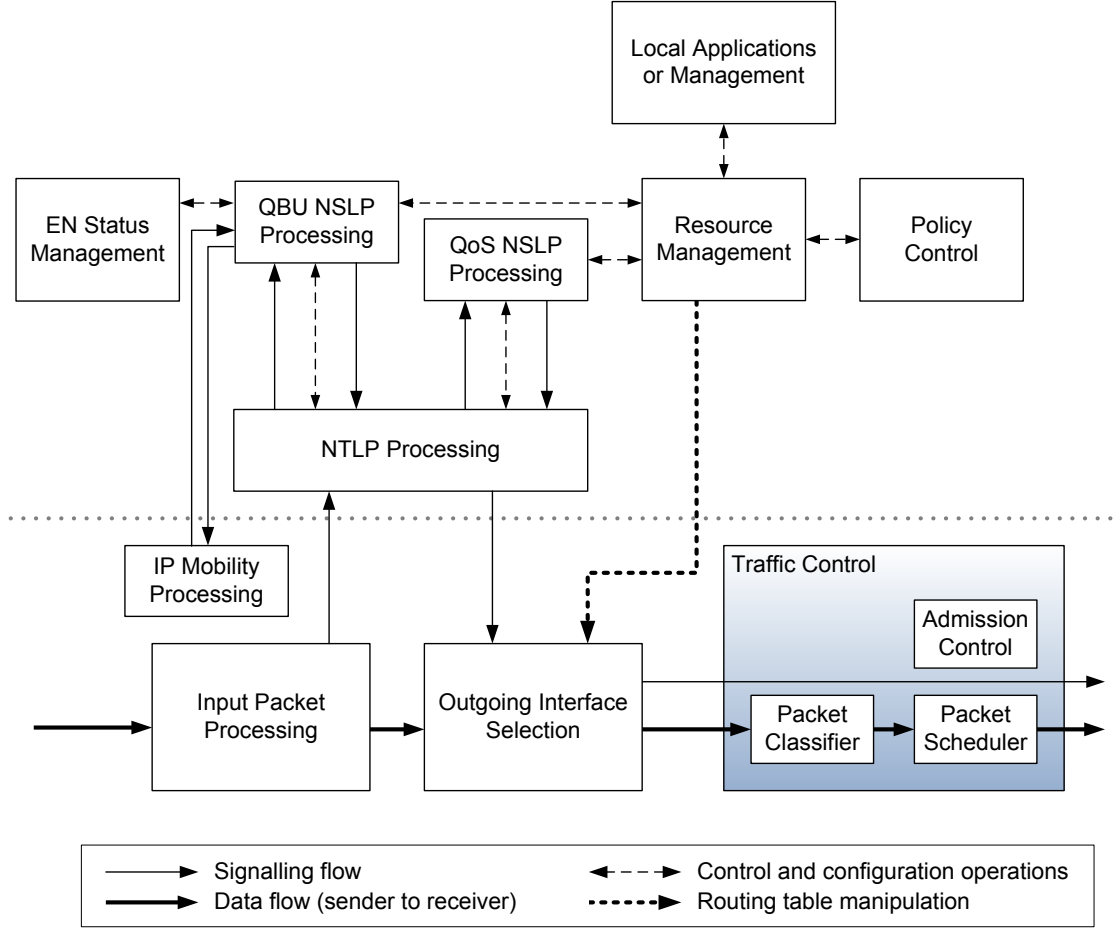 Local Applications
or Management
EN Status
Management
QBU NSLP
Processing
QoS NSLP
Processing
Resource
Management
Policy
Control
NTLP Processing
IP Mobility
Processing
Traffic Control
Admission
Control
Input Packet
Processing
Outgoing Interface
Selection
Packet
Classifier
Packet
Scheduler
Signalling flow
Data flow (sender to receiver)
Control and configuration operations
Routing table manipulation